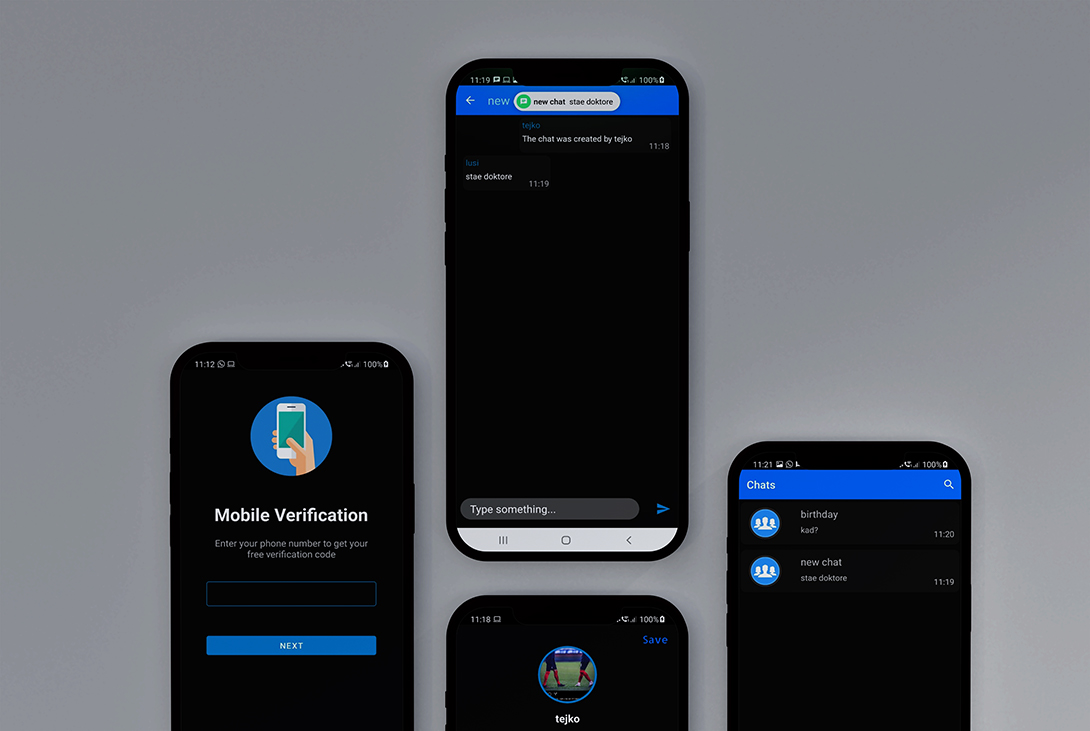 11:19
100%
new
new chat stae doktore
tejko
The chat was created by tejko
11:18
lusi
stae doktore
11:19
Type something...
11:12
100%
Mobile Verification
Enter your phone number to get your
free verification code
NEXT
11:18
100%
Save
tejko
11:21
100%
Chats
birthday
kad?
11:20
new chat
stae doktore
11:19